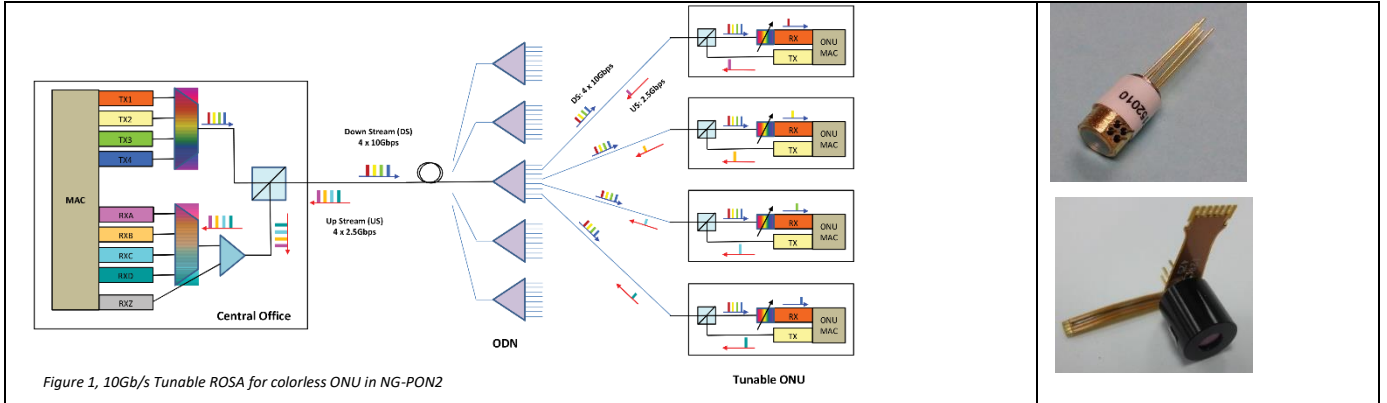 MAC
TX1
TX2
TX3
TX4
RXA
RXB
RXC
RXD
RXZ
Central Office
Down Stream (DS)
4 x 10Gbps
Up Stream (US)
4 x 2.5Gbps
ODN
DS: 4 x 10Gbps
US: 2.5Gbps
RX
TX
ONU
MAC
RX
TX
ONU
MAC
RX
TX
ONU
MAC
RX
TX
ONU
MAC
Tunable ONU
Figure 1, 10Gb/s Tunable ROSA for colorless ONU in NG-PON2
S2010